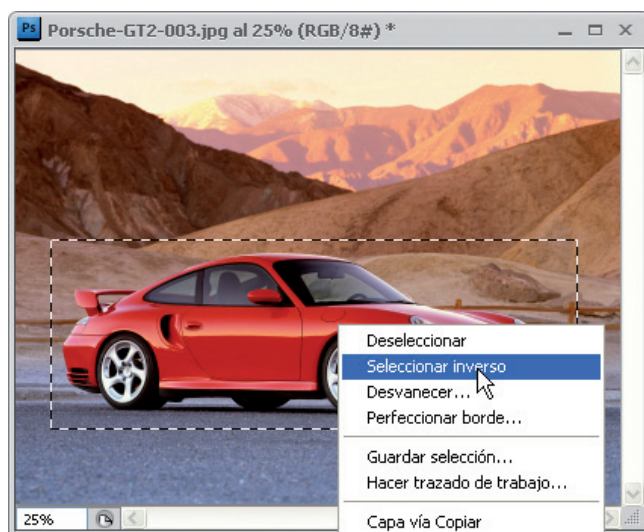 Ps Porsche-GT2-003.jpg al 25% (RGB/8#) *
Deseleccionar
Seleccionar inverso
Desvanecer...
Perfeccionar borde...
Guardar selección...
Hacer trazado de trabajo...
Capa vía Copiar
25%